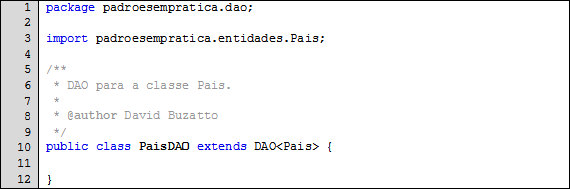 1 package padroesempratica.dao;
2
3 import padroesempratica.entidades.Pais;
4
5 /**
6 * DAO para a classe Pais.
7 *
8 * @author David Buzatto
9 */
10 public class PaisDAO extends DAO<Pais> {
11
12 }